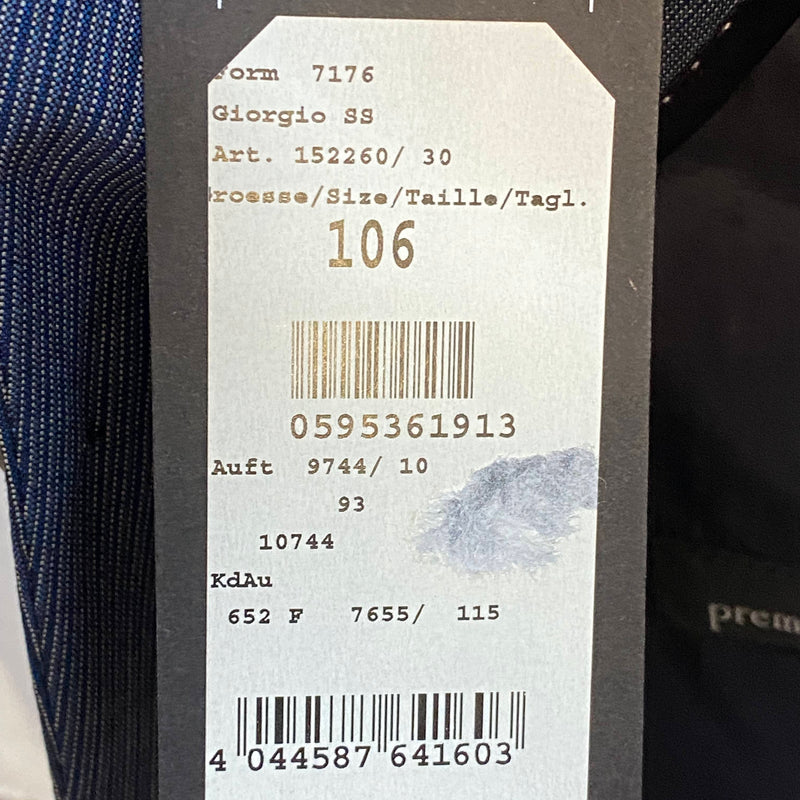 Form 7176
Giorgio SS
Art. 152260/ 30
Groesse/Size/Taille/Tagl.
106
0595361913
Auft 9744/ 10
93
10744
KdAu
652 F 7655/ 115
4 044587 641603
prem